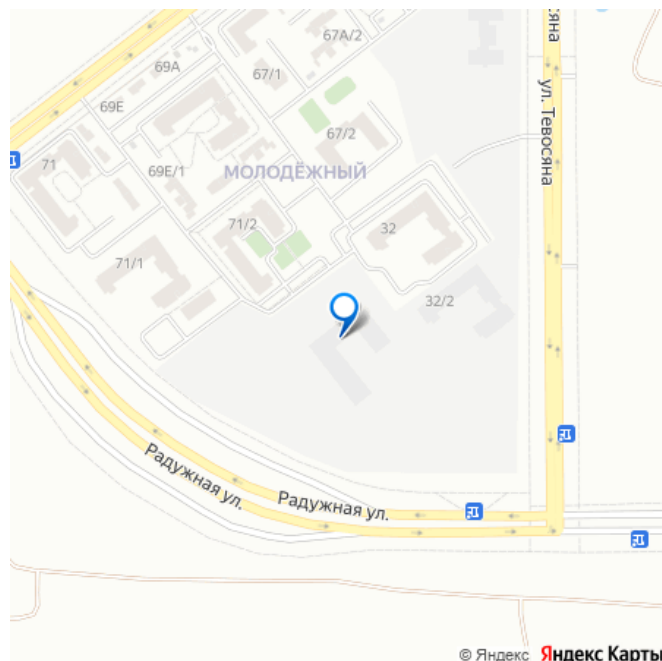 67А/2
сяна
69А
67/1
ул. Тевосяна
69Е
67/2
71
69Е/1
МОЛОДЁЖНЫЙ
71/2
32
71/1
32/2
Радужная ул.
Радужная ул.
© Яндекс Яндекс Карты